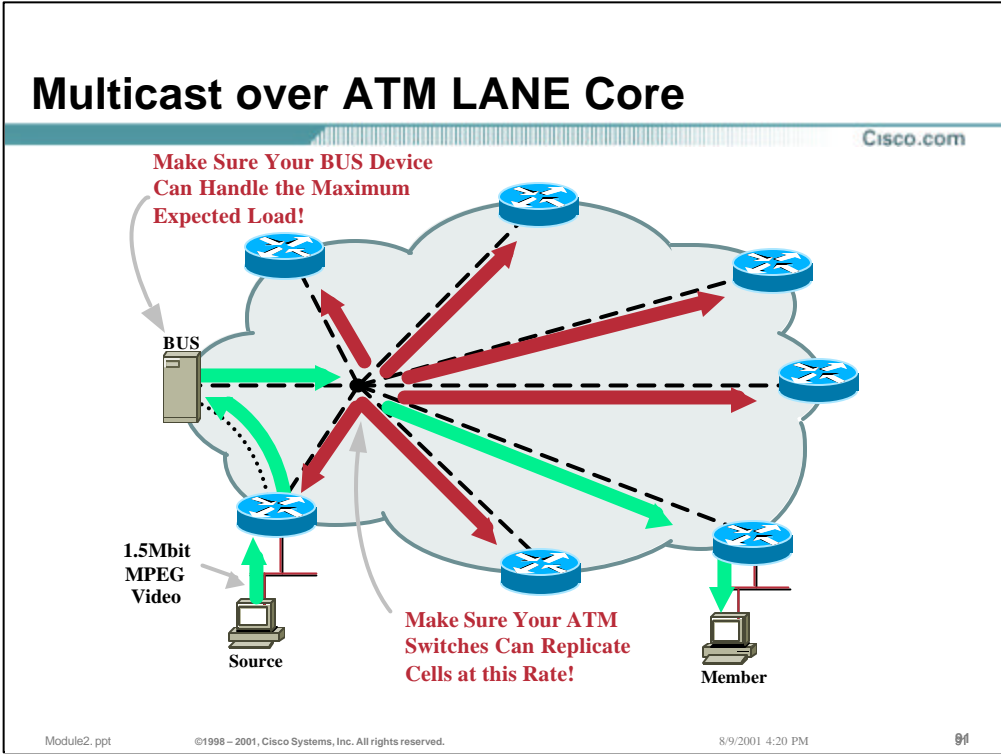 Multicast over ATM LANE Core
Cisco.com
Make Sure Your BUS Device
Can Handle the Maximum
Expected Load!
BUS
1.5Mbit
MPEG
Video
Source
Make Sure Your ATM
Switches Can Replicate
Cells at this Rate!
Member
Module2. ppt
©1998 – 2001, Cisco Systems, Inc. All rights reserved.
8/9/2001 4:20 PM